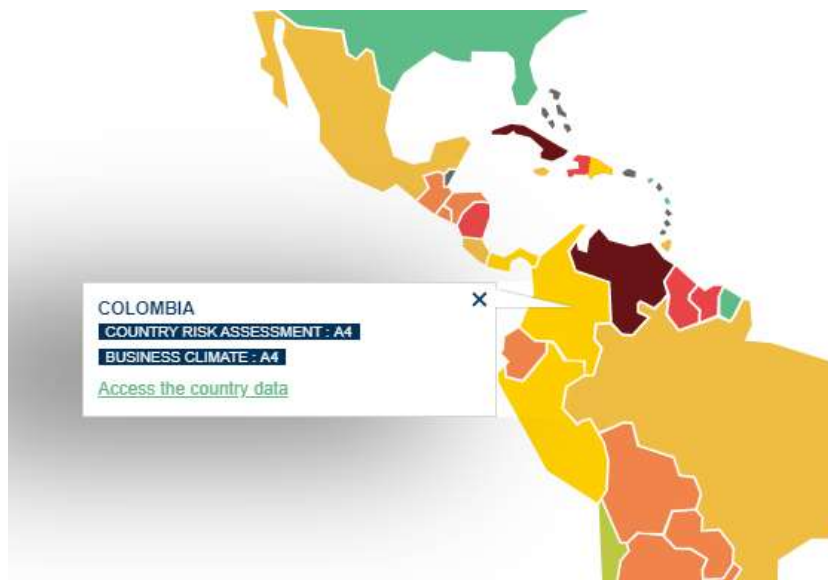 COLOMBIA
COUNTRY RISK ASSESSMENT : A4
BUSINESS CLIMATE : A4
Access the country data